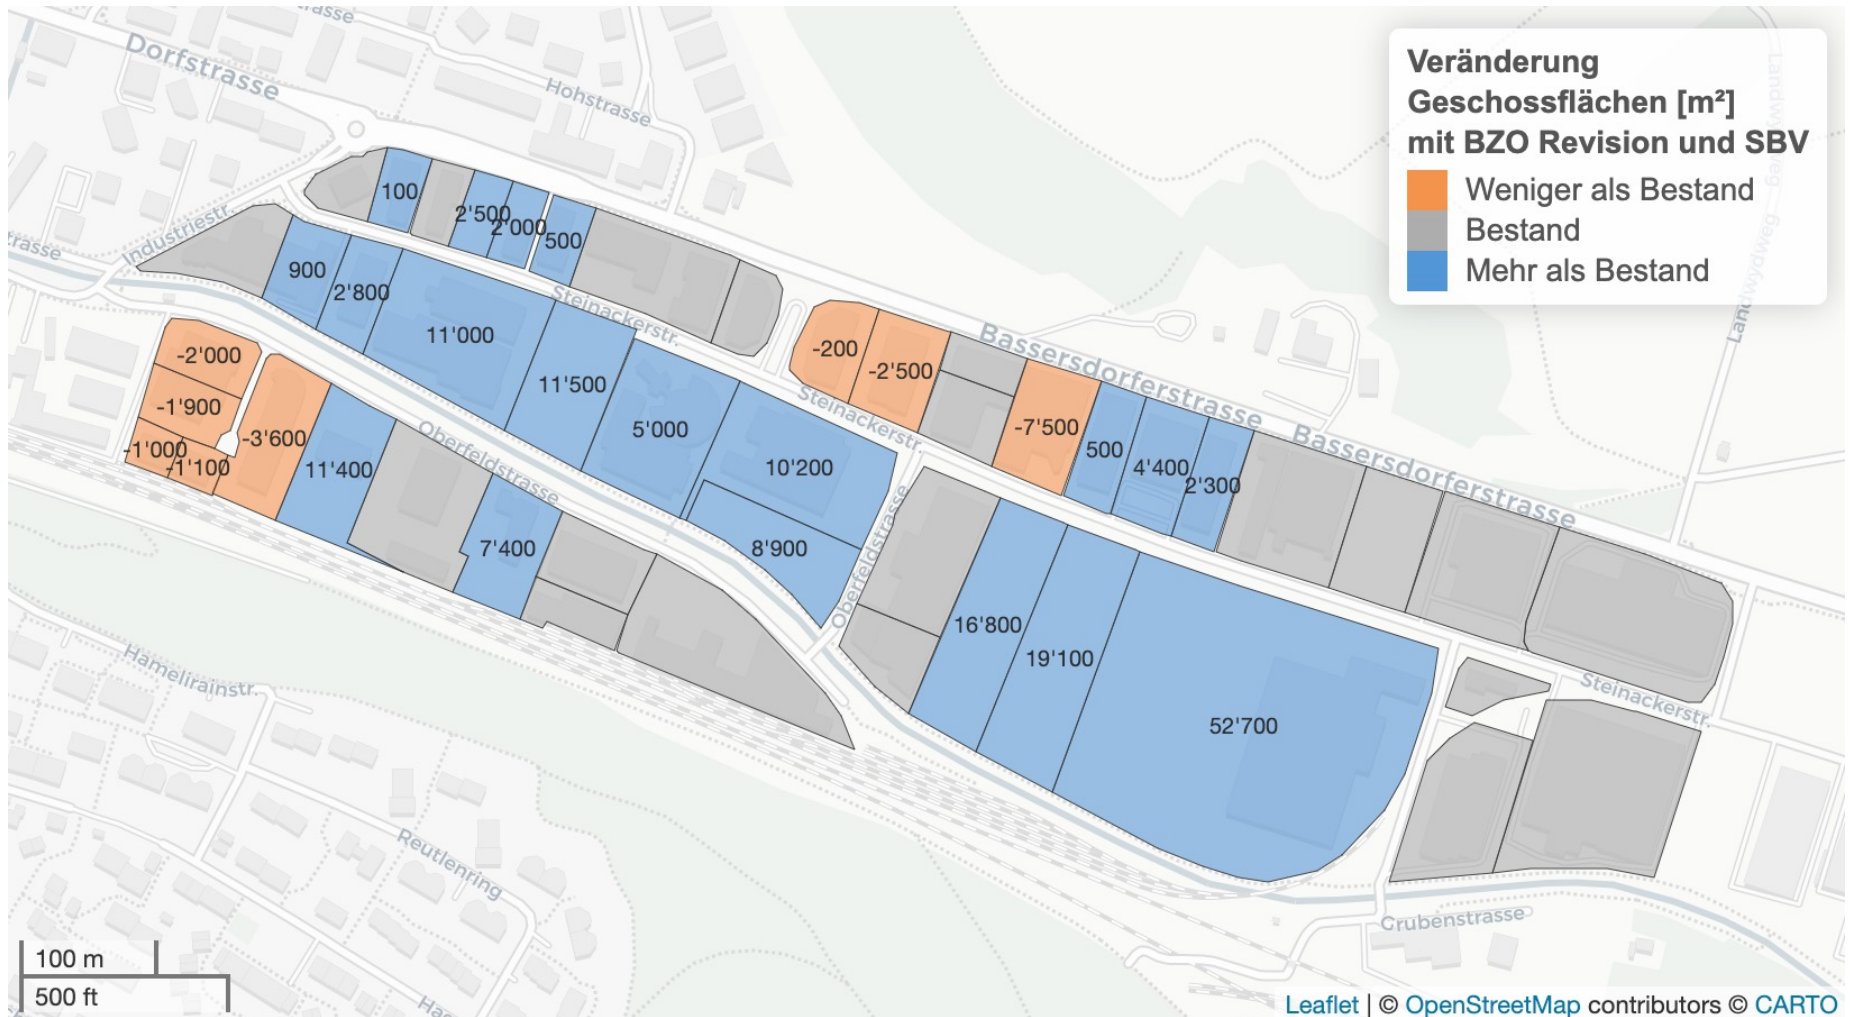 Dorfstrasse
Hohstrasse
Industriestr.
Veränderung
Geschossflächen [m²]
mit BZO Revision und SBV
Weniger als Bestand
Bestand
Mehr als Bestand
Landwydweg
Landwydweg
100
2'500
2'000
500
900
2'800
11'000
11'500
5'000
10'200
8'900
Steinackerstr.
-200
-2'500
-7'500
500
4'400
2'300
Bassersdorferstrasse
Bassersdorferstrasse
Steinackerstr.
-2'000
-1'900
-1'000
-1'100
-3'600
11'400
7'400
Oberfeldstrasse
Oberfeldstrasse
16'800
19'100
52'700
Steinackerstr.
Hamelirainstr.
Reutlenring
Grubenstrasse
100 m
500 ft
Leaflet | © OpenStreetMap contributors © CARTO